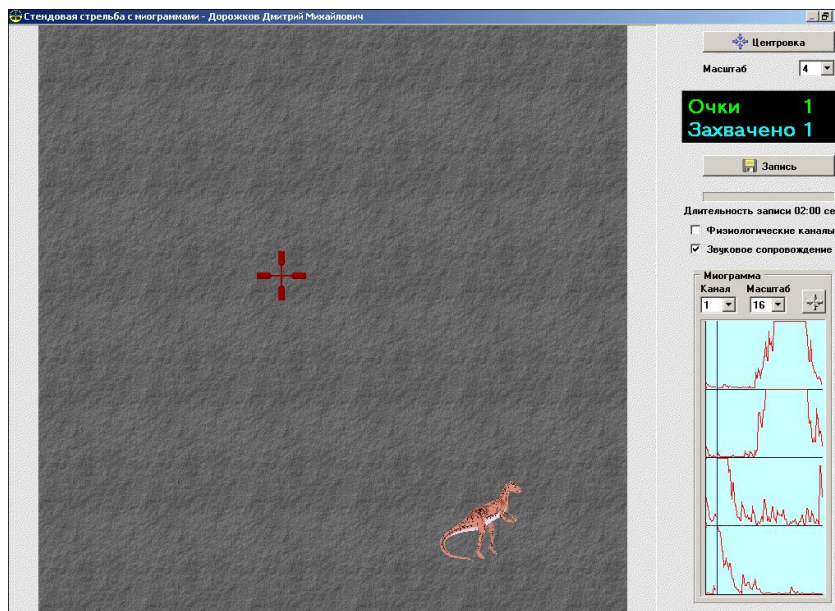 Стендовая стрельба с миограммами - Дорожков Дмитрий Михайлович
Центровка
Масштаб 4
Очки 1
Захвачено 1
Запись
Длительность записи 02:00 се
Физиологические каналы
Звуковое сопровождение
Миограмма
Канал Масштаб
1 16